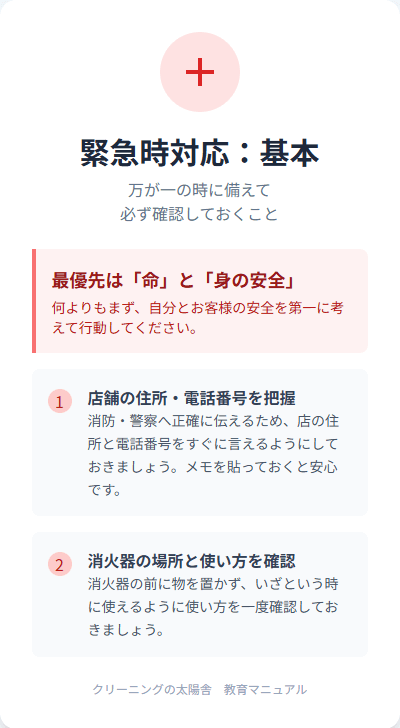 緊急時対応：基本
万が一の時に備えて
必ず確認しておくこと
最優先は「命」と「身の安全」
何よりもまず、自分とお客様の安全を第一に考
えて行動してください。
1
店舗の住所・電話番号を把握
消防・警察へ正確に伝えるため、店の住
所と電話番号をすぐに言えるようにして
おきましょう。メモを貼っておくと安心
です。
2
消火器の場所と使い方を確認
消火器の前に物を置かず、いざという時
に使えるように使い方を一度確認してお
きましょう。
クリーニングの太陽舎　教育マニュアル